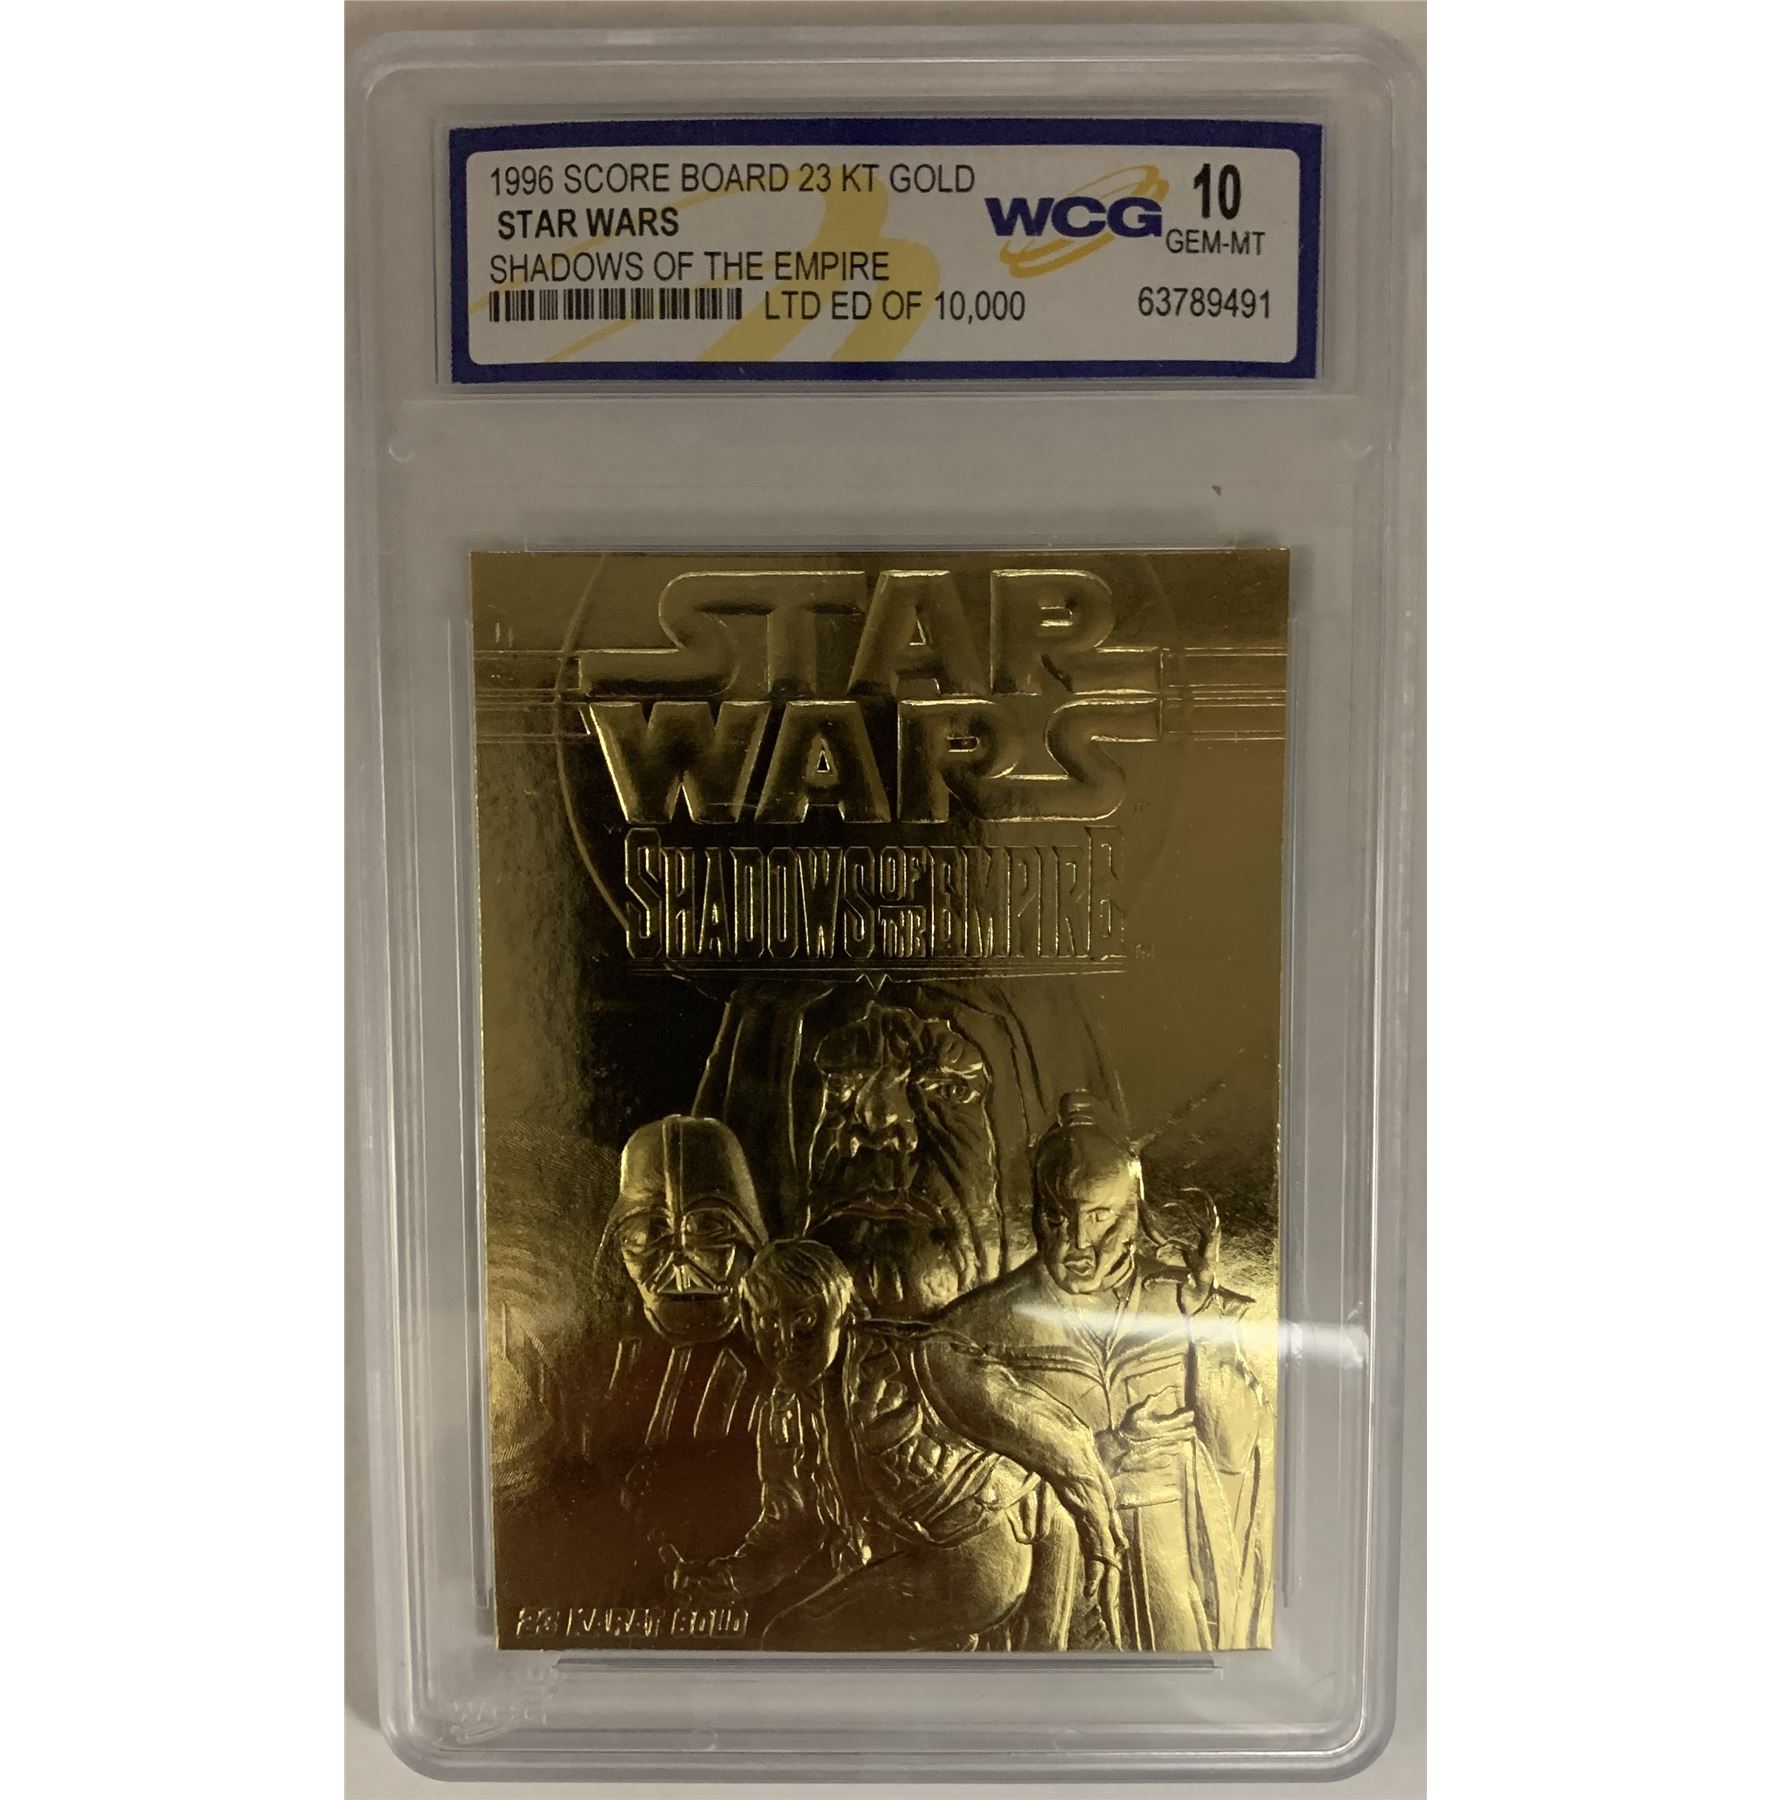 1996 SCORE BOARD 23 KT GOLD
STAR WARS
SHADOWS OF THE EMPIRE
LTD ED OF 10,000
WCG
10
GEM-MT
63789491
STAR
WARS
SHADOWS OF THE EMPIRE
23 KARAT GOLD
WCG